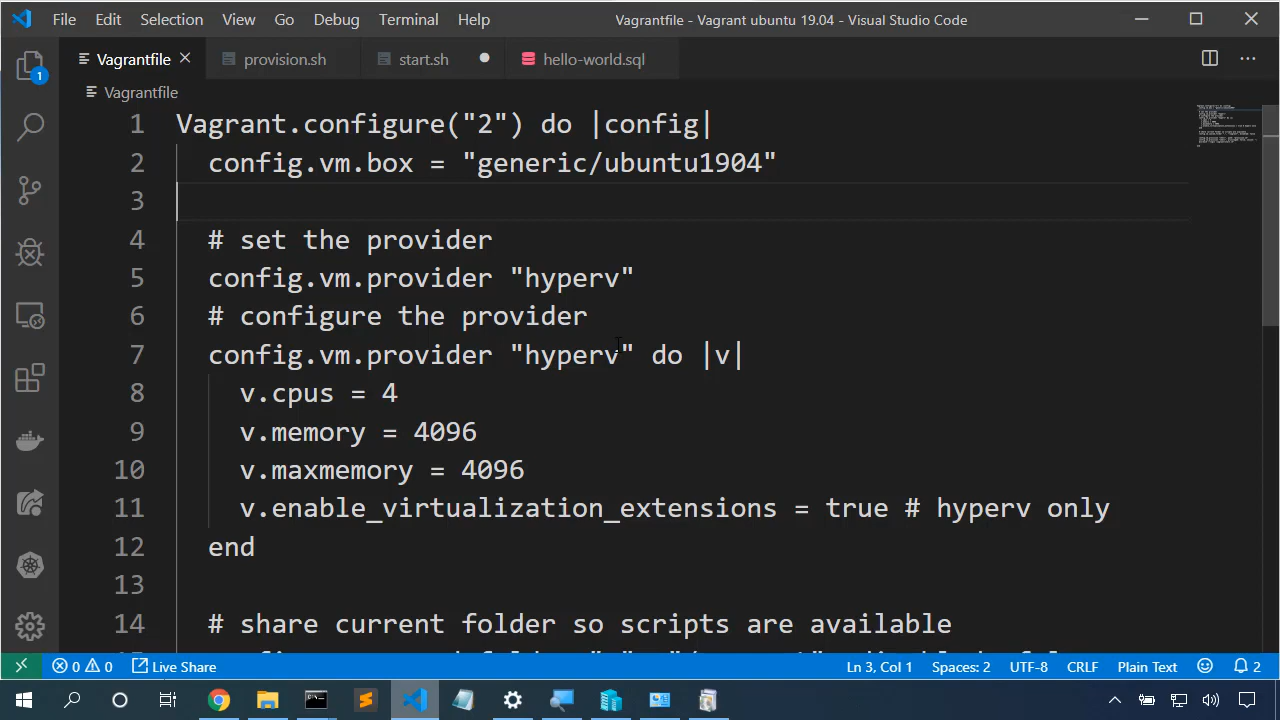 File Edit Selection View Go Debug Terminal Help Vagrantfile - Vagrant ubuntu 19.04 - Visual Studio Code
1 Vagrantfile provision.sh start.sh hello-world.sql
Vagrantfile
1 Vagrant.configure("2") do |config|
2 config.vm.box = "generic/ubuntu1904"
3
4 # set the provider
5 config.vm.provider "hyperv"
6 # configure the provider
7 config.vm.provider "hyperv" do |v|
8 v.cpus = 4
9 v.memory = 4096
10 v.maxmemory = 4096
11 v.enable_virtualization_extensions = true # hyperv only
12 end
13
14 # share current folder so scripts are available
0 0 Live Share Ln 3, Col 1 Spaces: 2 UTF-8 CRLF Plain Text 2